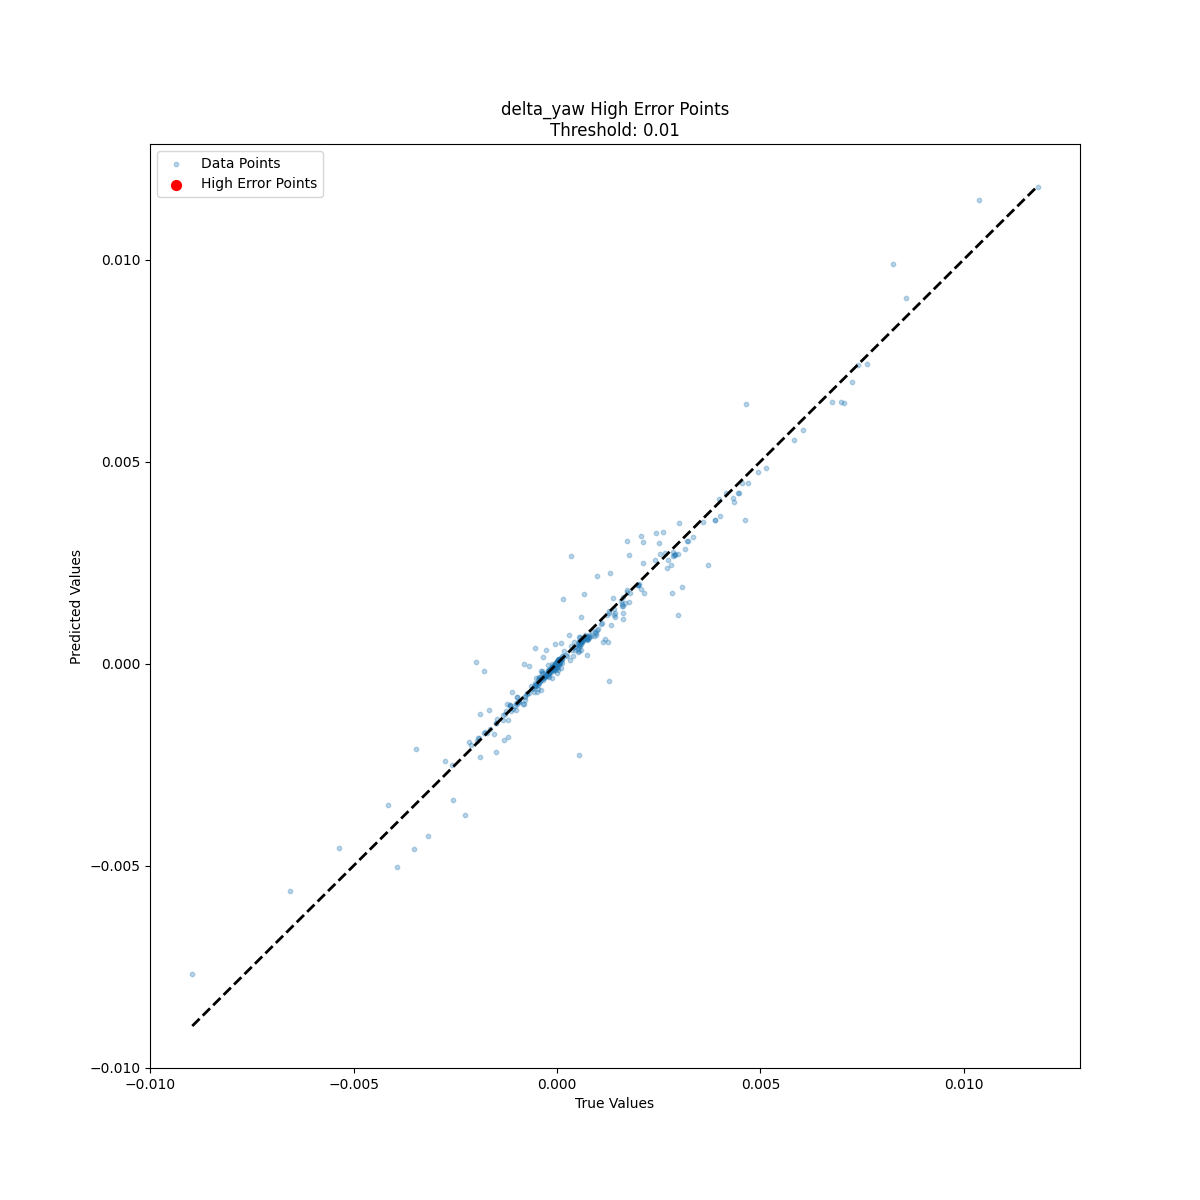 delta_yaw High Error Points
Threshold: 0.01
Data Points
High Error Points
0.010
0.005
0.000
−0.005
−0.010
Predicted Values
−0.010
−0.005
0.000
0.005
0.010
True Values